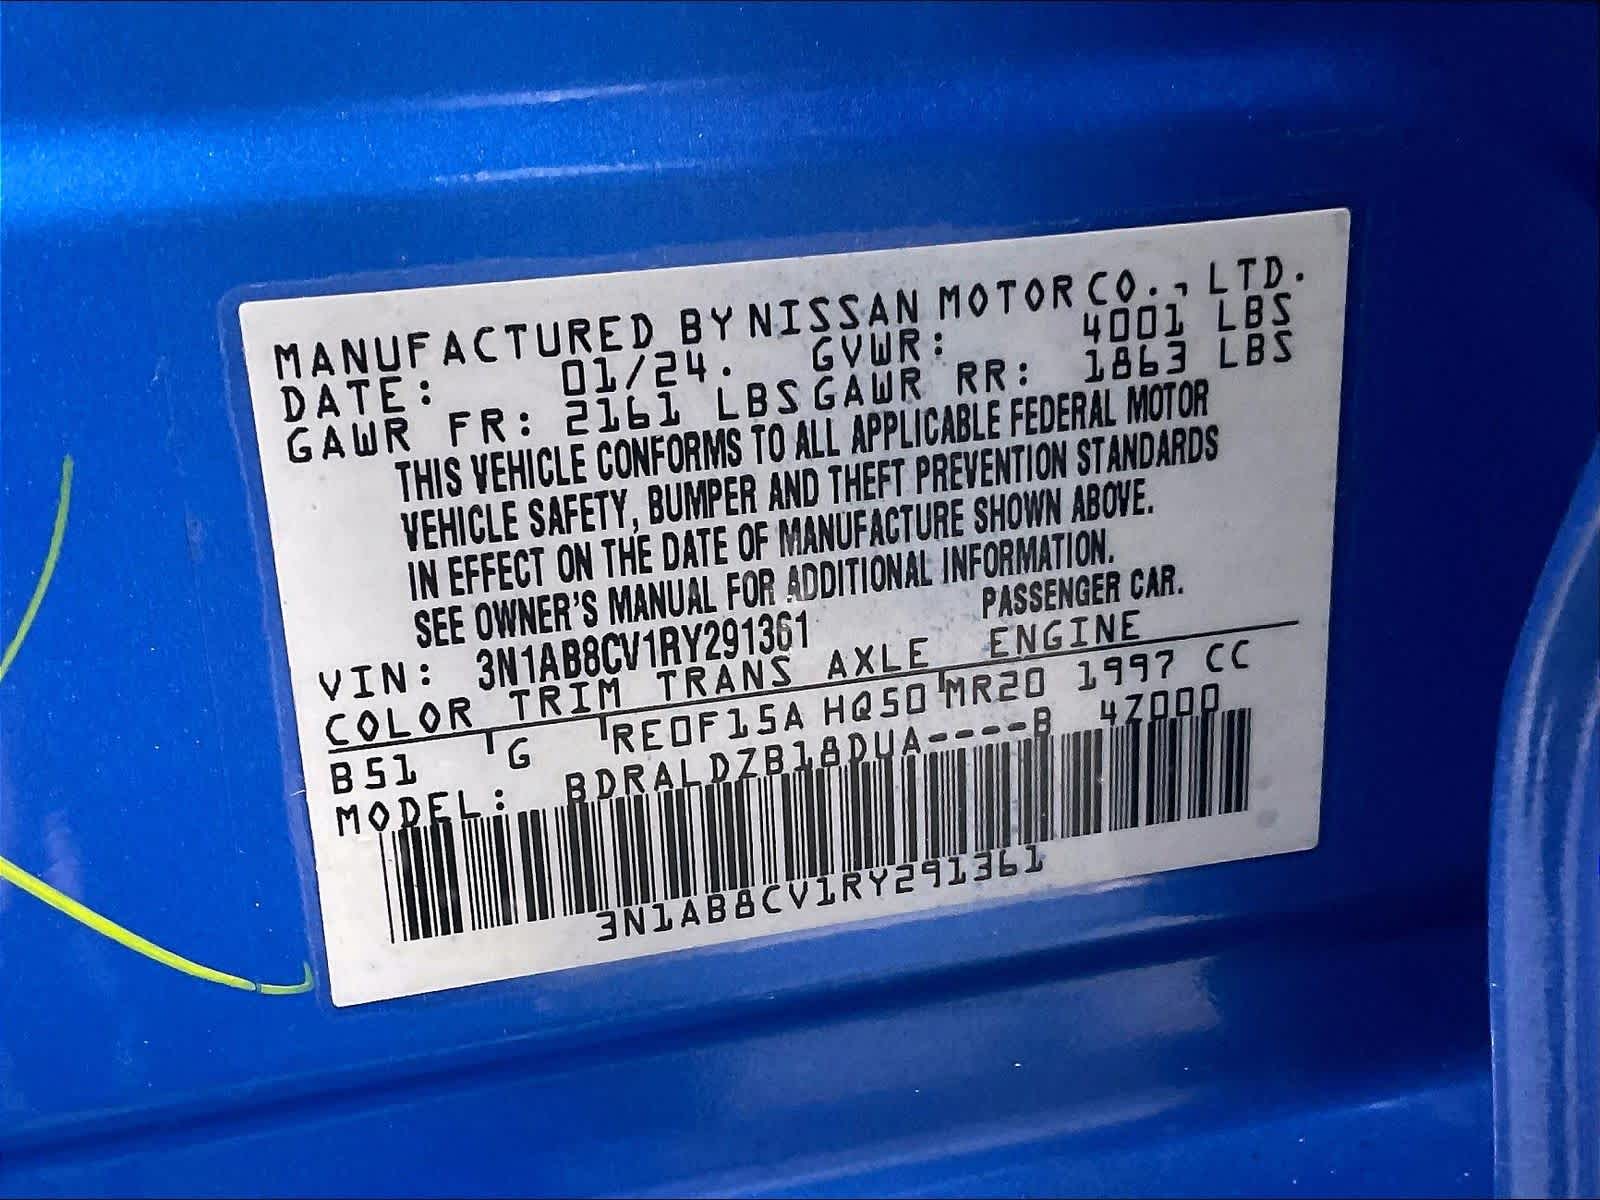 MANUFACTURED BY NISSAN MOTOR CO., LTD.
DATE: 01/24. GVWR: 4001 LBS
GAWR FR: 2161 LBS GAWR RR: 1863 LBS
THIS VEHICLE CONFORMS TO ALL APPLICABLE FEDERAL MOTOR
VEHICLE SAFETY, BUMPER AND THEFT PREVENTION STANDARDS
IN EFFECT ON THE DATE OF MANUFACTURE SHOWN ABOVE.
SEE OWNER'S MANUAL FOR ADDITIONAL INFORMATION.
VIN: 3N1AB8CV1RY291361 PASSENGER CAR.
COLOR TRIM TRANS AXLE ENGINE
B51 G RE0F15A HQ50 MR20 1997 CC
MODEL: BDRALDZB18DUA----B 4Z000
3N1AB8CV1RY291361